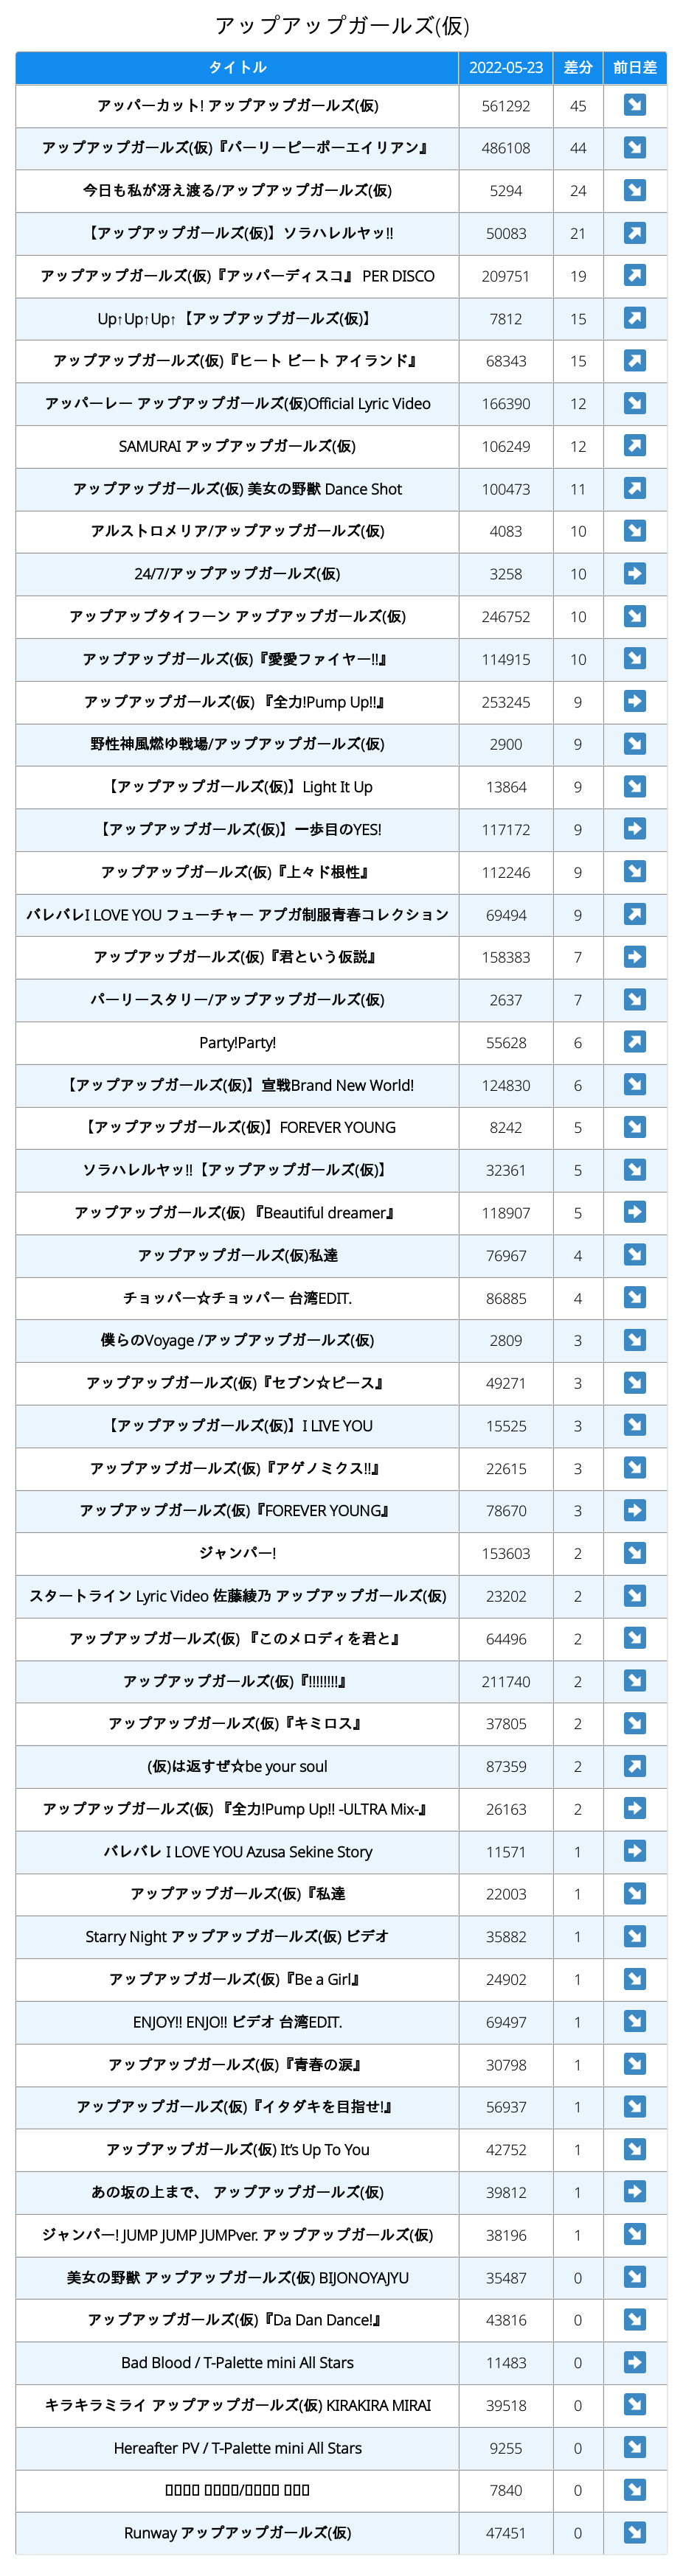 アップアップガールズ(仮)
タイトル 2022-05-23 差分 前日差
アッパーカット! アップアップガールズ(仮) 561292 45 ↘
アップアップガールズ(仮)『パーリーピーポーエイリアン』 486108 44 ↘
今日も私が冴え渡る/アップアップガールズ(仮) 5294 24 ↘
【アップアップガールズ(仮)】ソラハレルヤッ!! 50083 21 ↗
アップアップガールズ(仮)『アッパーディスコ』 PER DISCO 209751 19 ↗
Up↑Up↑Up↑【アップアップガールズ(仮)】 7812 15 ↗
アップアップガールズ(仮)『ヒート ビート アイランド』 68343 15 ↗
アッパーレー アップアップガールズ(仮)Official Lyric Video 166390 12 ↘
SAMURAI アップアップガールズ(仮) 106249 12 ↗
アップアップガールズ(仮) 美女の野獣 Dance Shot 100473 11 ↗
アルストロメリア/アップアップガールズ(仮) 4083 10 ↘
24/7/アップアップガールズ(仮) 3258 10 ➡
アップアップタイフーン アップアップガールズ(仮) 246752 10 ↘
アップアップガールズ(仮)『愛愛ファイヤー!!』 114915 10 ↘
アップアップガールズ(仮) 『全力!Pump Up!!』 253245 9 ➡
野性神風燃ゆ戦場/アップアップガールズ(仮) 2900 9 ↘
【アップアップガールズ(仮)】Light It Up 13864 9 ↘
【アップアップガールズ(仮)】一歩目のYES! 117172 9 ➡
アップアップガールズ(仮)『上々ド根性』 112246 9 ↘
バレバレI LOVE YOU フューチャー アプガ制服青春コレクション 69494 9 ↗
アップアップガールズ(仮)『君という仮説』 158383 7 ➡
パーリースタリー/アップアップガールズ(仮) 2637 7 ↘
Party!Party! 55628 6 ↗
【アップアップガールズ(仮)】宣戦Brand New World! 124830 6 ↘
【アップアップガールズ(仮)】FOREVER YOUNG 8242 5 ↘
ソラハレルヤッ!!【アップアップガールズ(仮)】 32361 5 ↘
アップアップガールズ(仮) 『Beautiful dreamer』 118907 5 ➡
アップアップガールズ(仮)私達 76967 4 ↘
チョッパー☆チョッパー 台湾EDIT. 86885 4 ↘
僕らのVoyage /アップアップガールズ(仮) 2809 3 ↘
アップアップガールズ(仮)『セブン☆ピース』 49271 3 ↘
【アップアップガールズ(仮)】I LIVE YOU 15525 3 ↘
アップアップガールズ(仮)『アゲノミクス!!』 22615 3 ↘
アップアップガールズ(仮)『FOREVER YOUNG』 78670 3 ➡
ジャンパー! 153603 2 ↘
スタートライン Lyric Video 佐藤綾乃 アップアップガールズ(仮) 23202 2 ↘
アップアップガールズ(仮) 『このメロディを君と』 64496 2 ↘
アップアップガールズ(仮)『!!!!!!!!』 211740 2 ↘
アップアップガールズ(仮)『キミロス』 37805 2 ↘
(仮)は返すぜ☆be your soul 87359 2 ↗
アップアップガールズ(仮) 『全力!Pump Up!! -ULTRA Mix-』 26163 2 ➡
バレバレ I LOVE YOU Azusa Sekine Story 11571 1 ➡
アップアップガールズ(仮)『私達 22003 1 ↘
Starry Night アップアップガールズ(仮) ビデオ 35882 1 ↘
アップアップガールズ(仮)『Be a Girl』 24902 1 ↘
ENJOY!! ENJO!! ビデオ 台湾EDIT. 69497 1 ↘
アップアップガールズ(仮)『青春の涙』 30798 1 ↘
アップアップガールズ(仮)『イタダキを目指せ!』 56937 1 ↘
アップアップガールズ(仮) It's Up To You 42752 1 ↘
あの坂の上まで、 アップアップガールズ(仮) 39812 1 ➡
ジャンパー! JUMP JUMP JUMPver. アップアップガールズ(仮) 38196 1 ↘
美女の野獣 アップアップガールズ(仮) BIJONOYAJYU 35487 0 ↘
アップアップガールズ(仮)『Da Dan Dance!』 43816 0 ↘
Bad Blood / T-Palette mini All Stars 11483 0 ➡
キラキラミライ アップアップガールズ(仮) KIRAKIRA MIRAI 39518 0 ↘
Hereafter PV / T-Palette mini All Stars 9255 0 ↘
7840 0 ↘
Runway アップアップガールズ(仮) 47451 0 ↘